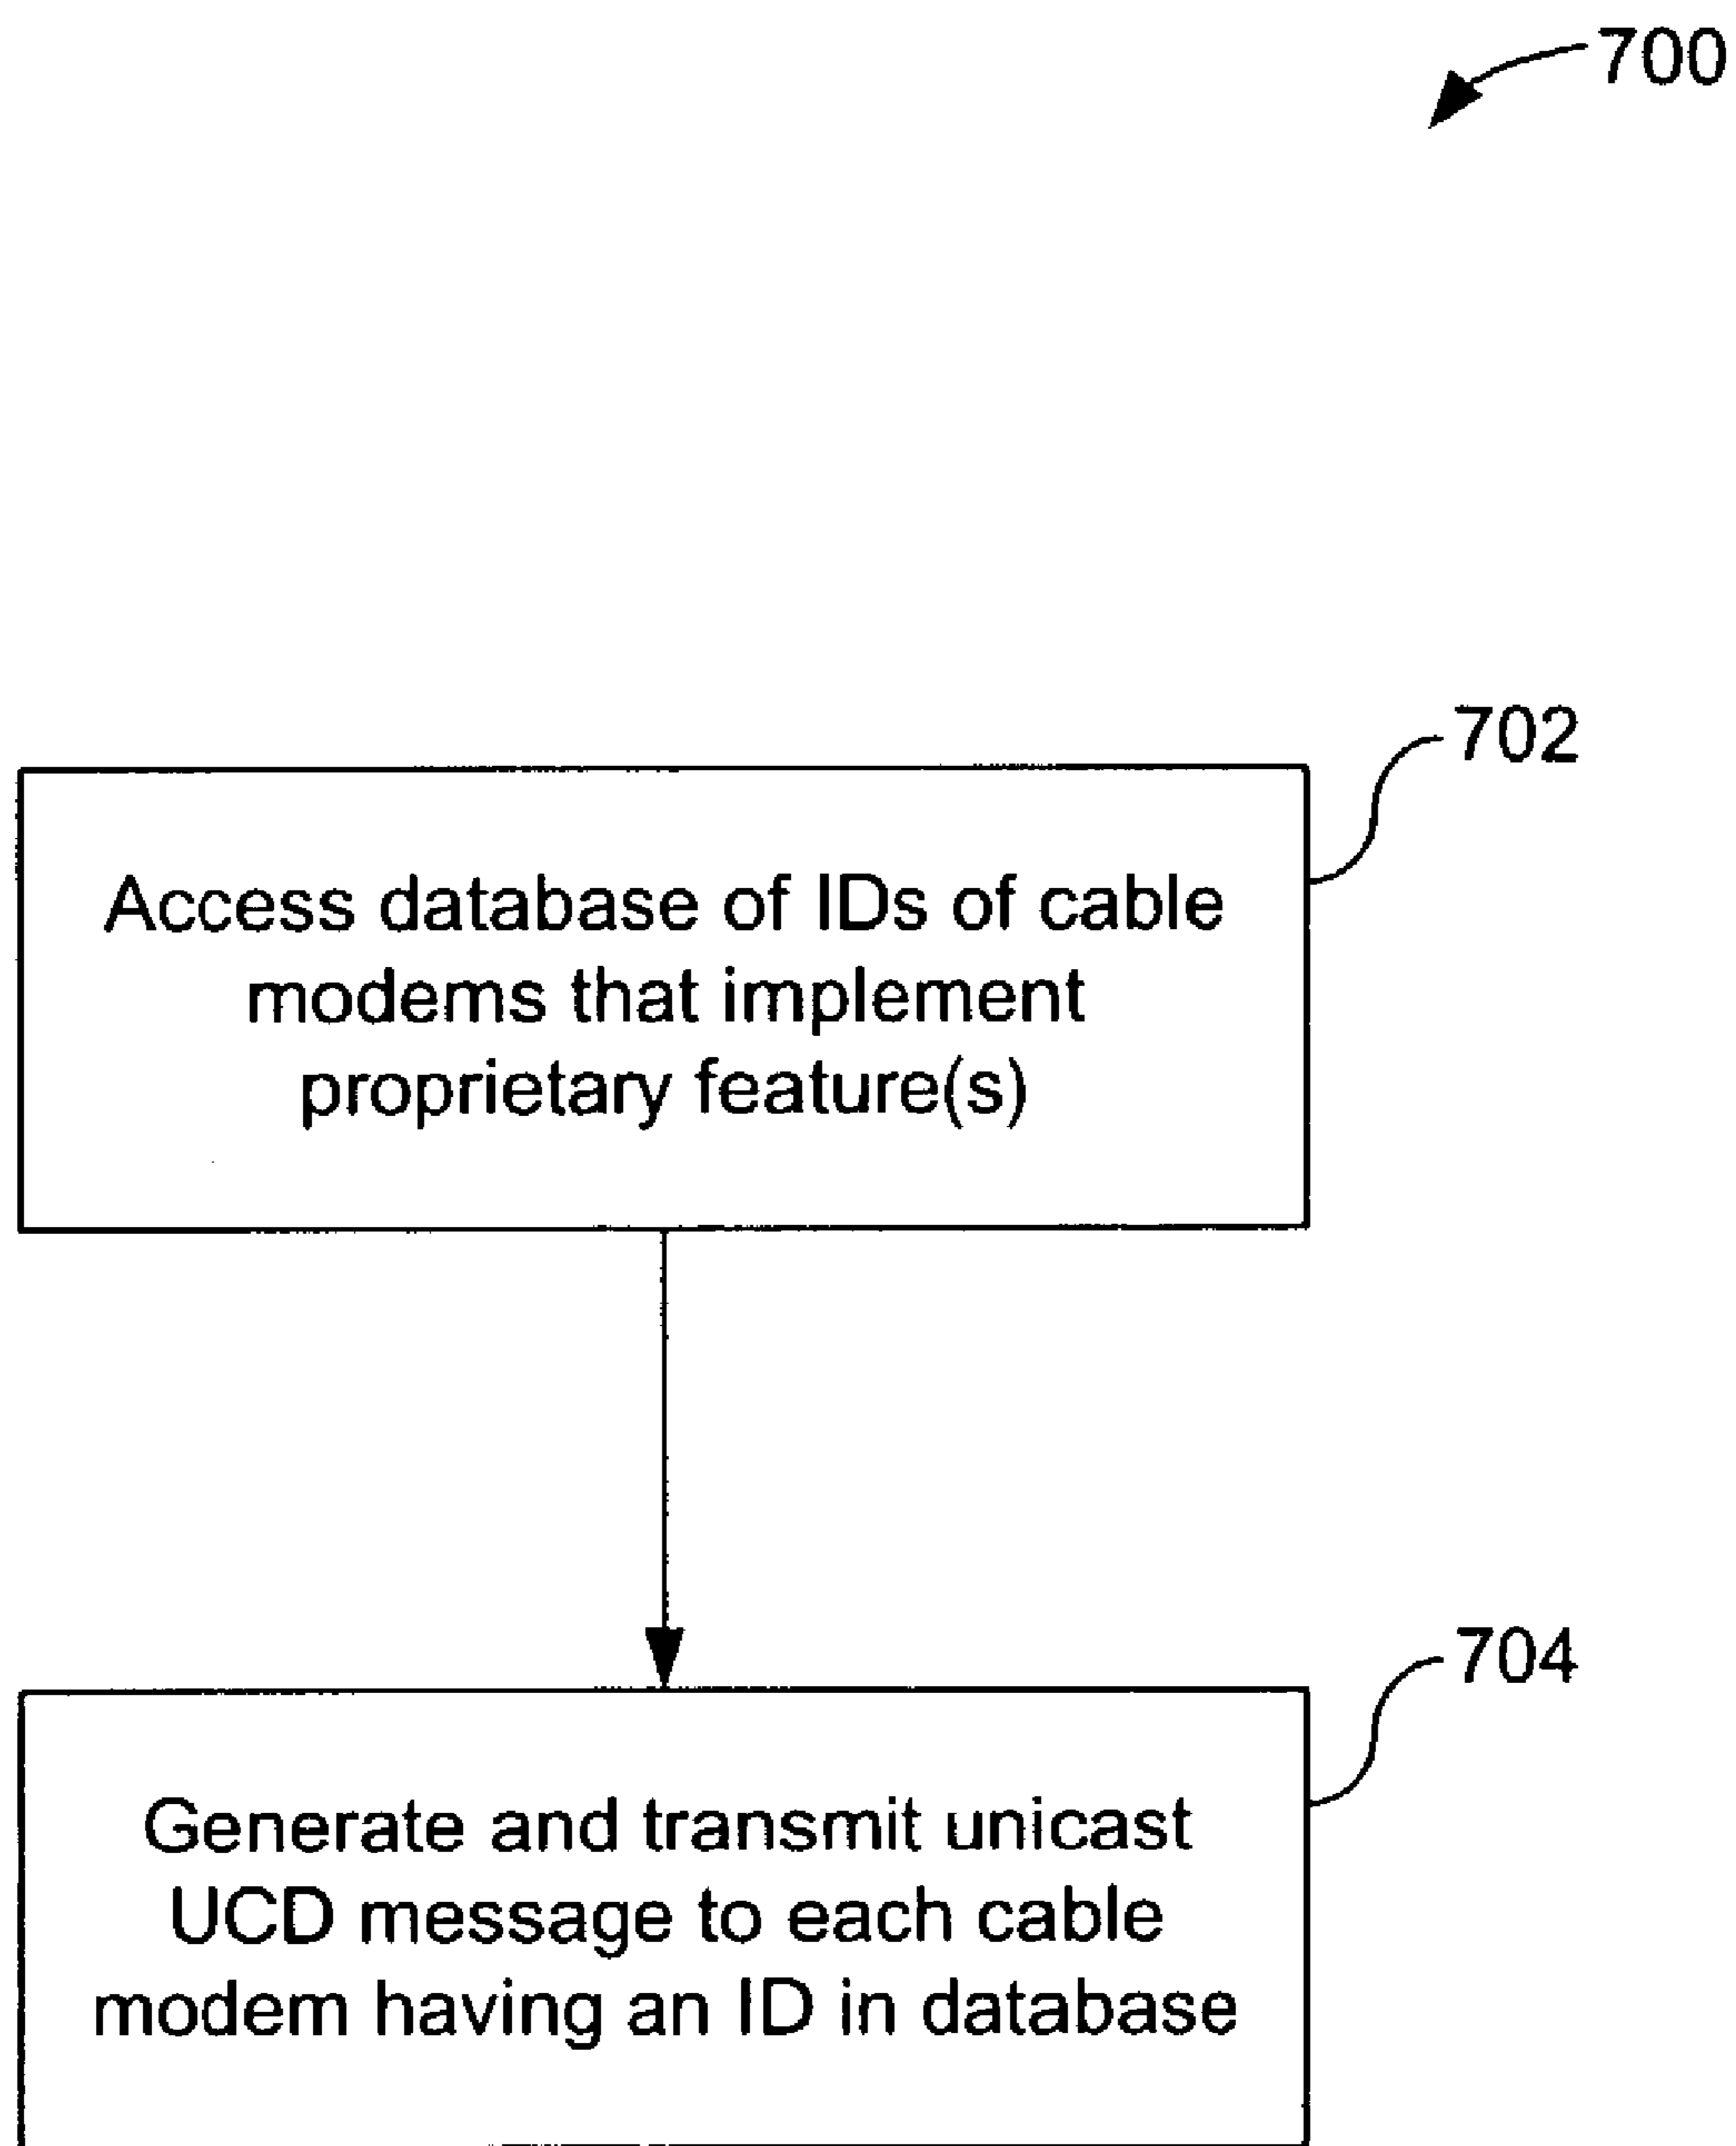 700
702
Access database of IDs of cable
modems that implement
proprietary feature(s)
704
Generate and transmit unicast
UCD message to each cable
modem having an ID in database